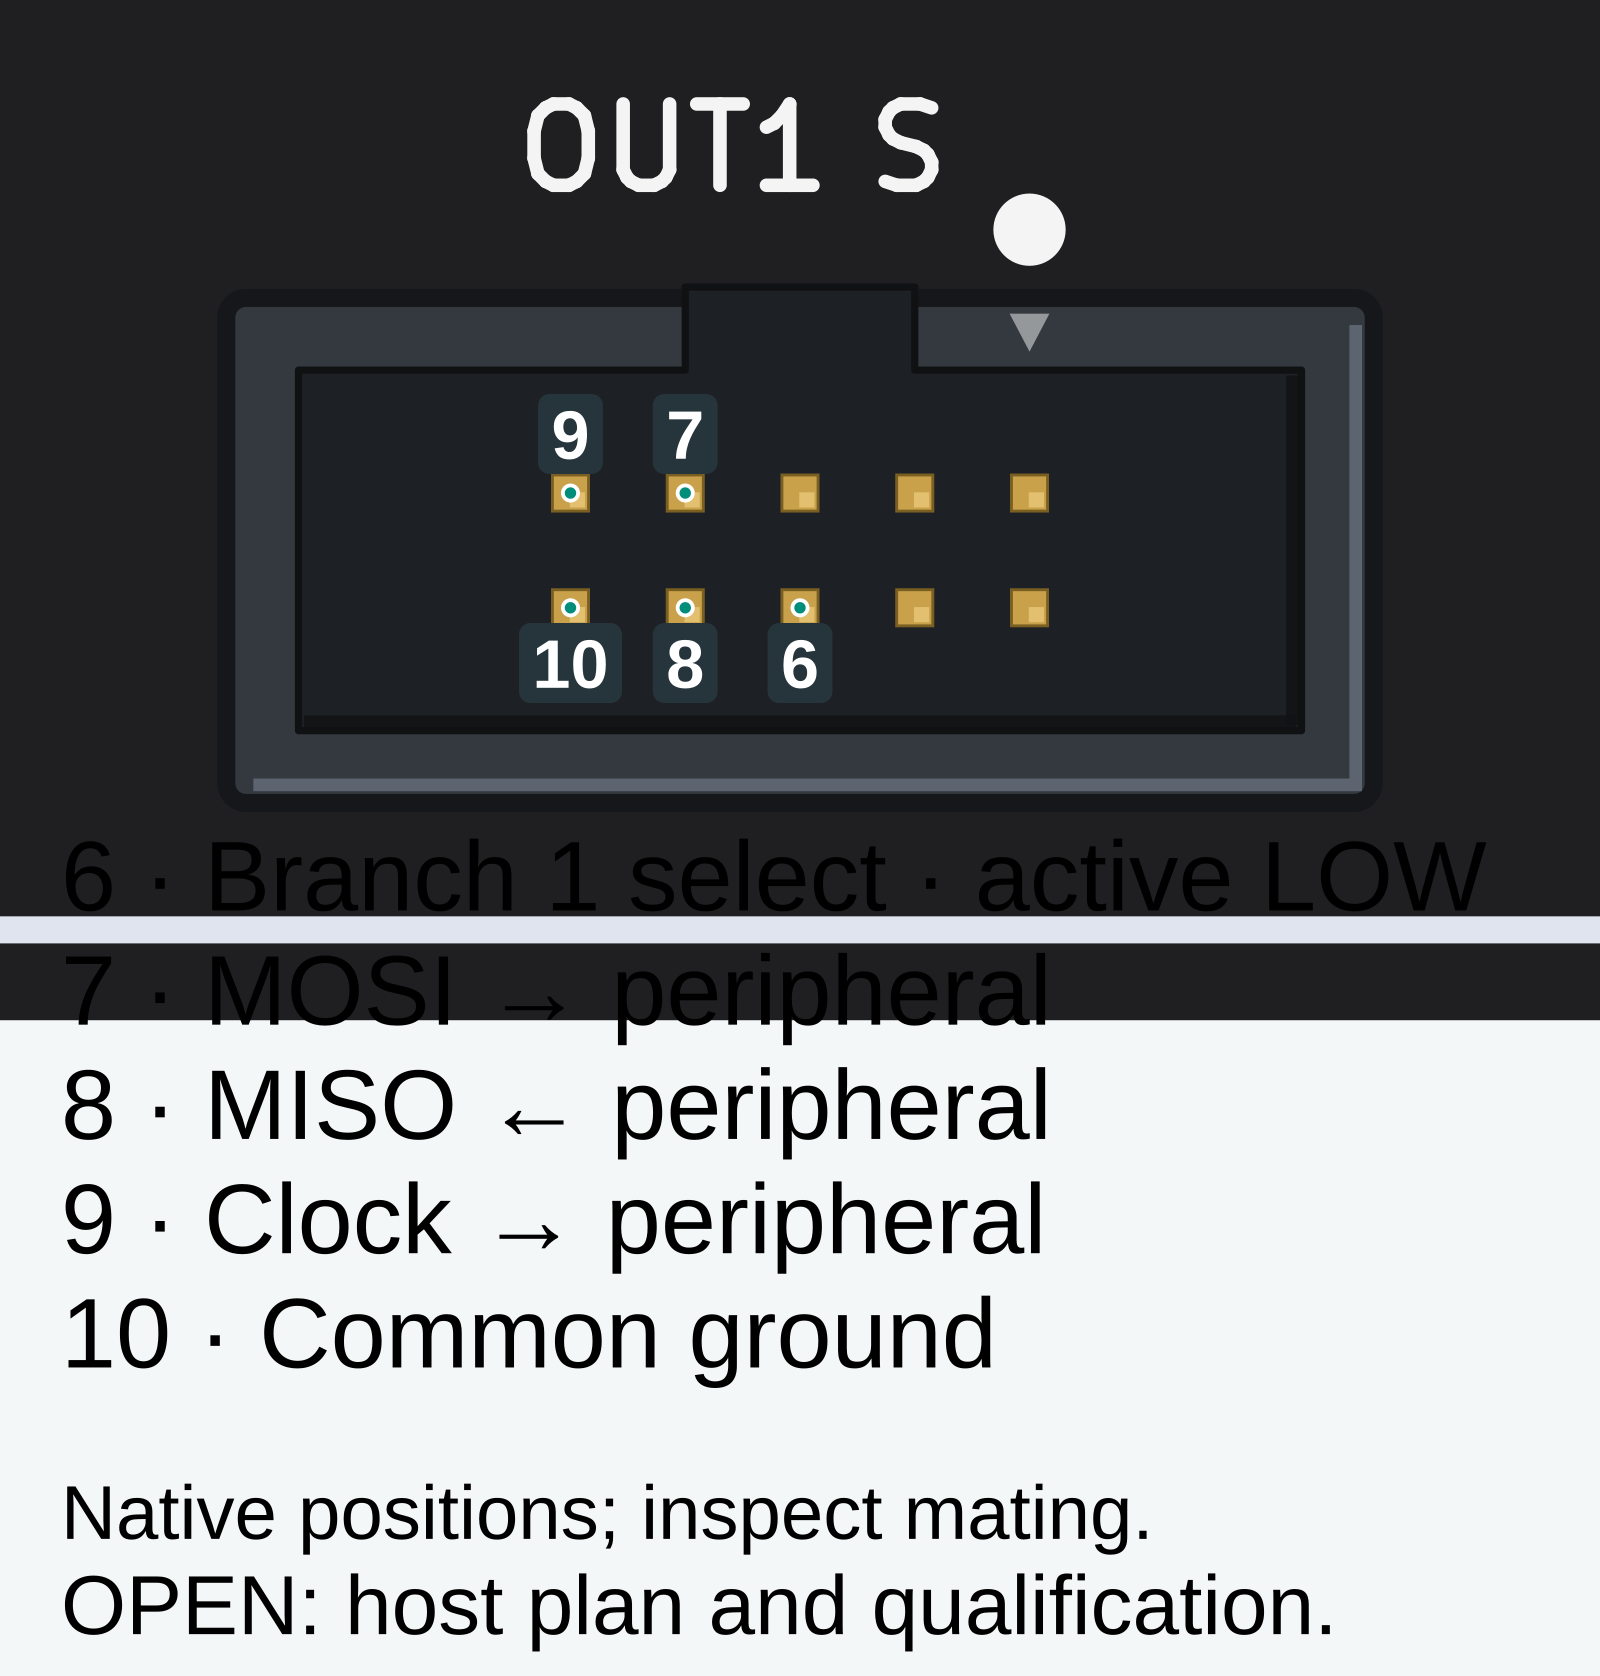 OUT1 S
9 7
10 8 6
6 · Branch 1 select · active LOW
7 · MOSI → peripheral
8 · MISO ← peripheral
9 · Clock → peripheral
10 · Common ground
Native positions; inspect mating.
OPEN: host plan and qualification.